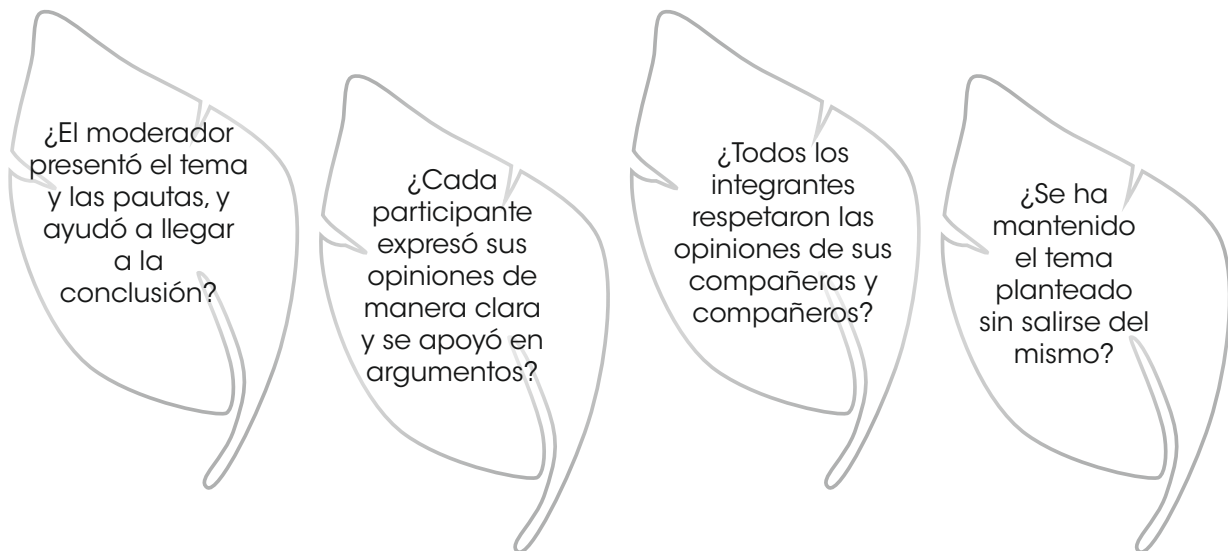 ¿El moderador
presentó el tema
y las pautas, y
ayudó a llegar
a la
conclusión?
¿Cada
participante
expresó sus
opiniones de
manera clara
y se apoyó en
argumentos?
¿Todos los
integrantes
respetaron las
opiniones de sus
compañeras y
compañeros?
¿Se ha
mantenido
el tema
planteado
sin salirse del
mismo?